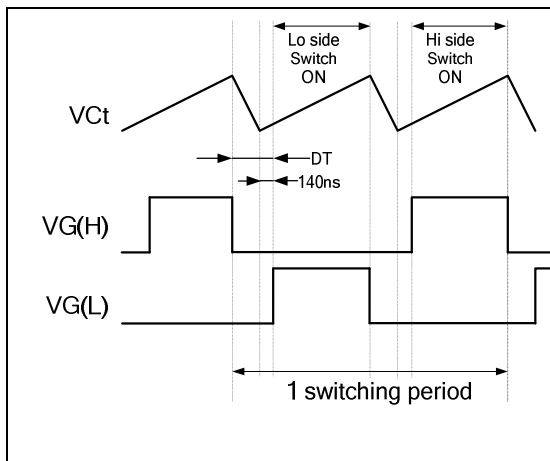 Lo side
Switch
ON
Hi side
Switch
ON
VCt
DT
140ns
VG(H)
VG(L)
1 switching period